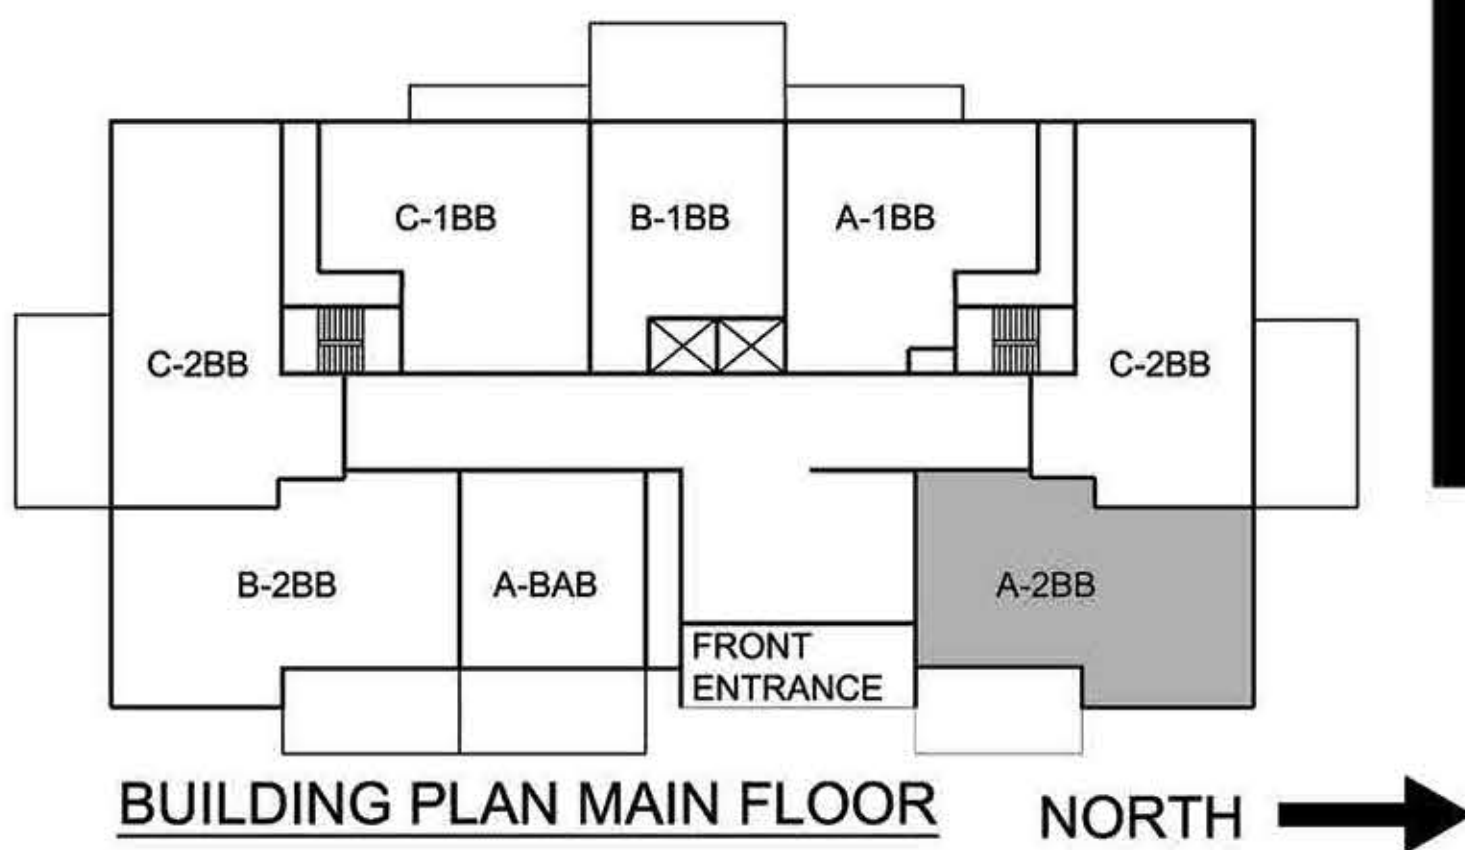 C-1BB
B-1BB
A-1BB
C-2BB
C-2BB
B-2BB
A-BAB
A-2BB
FRONT
ENTRANCE
BUILDING PLAN MAIN FLOOR
NORTH